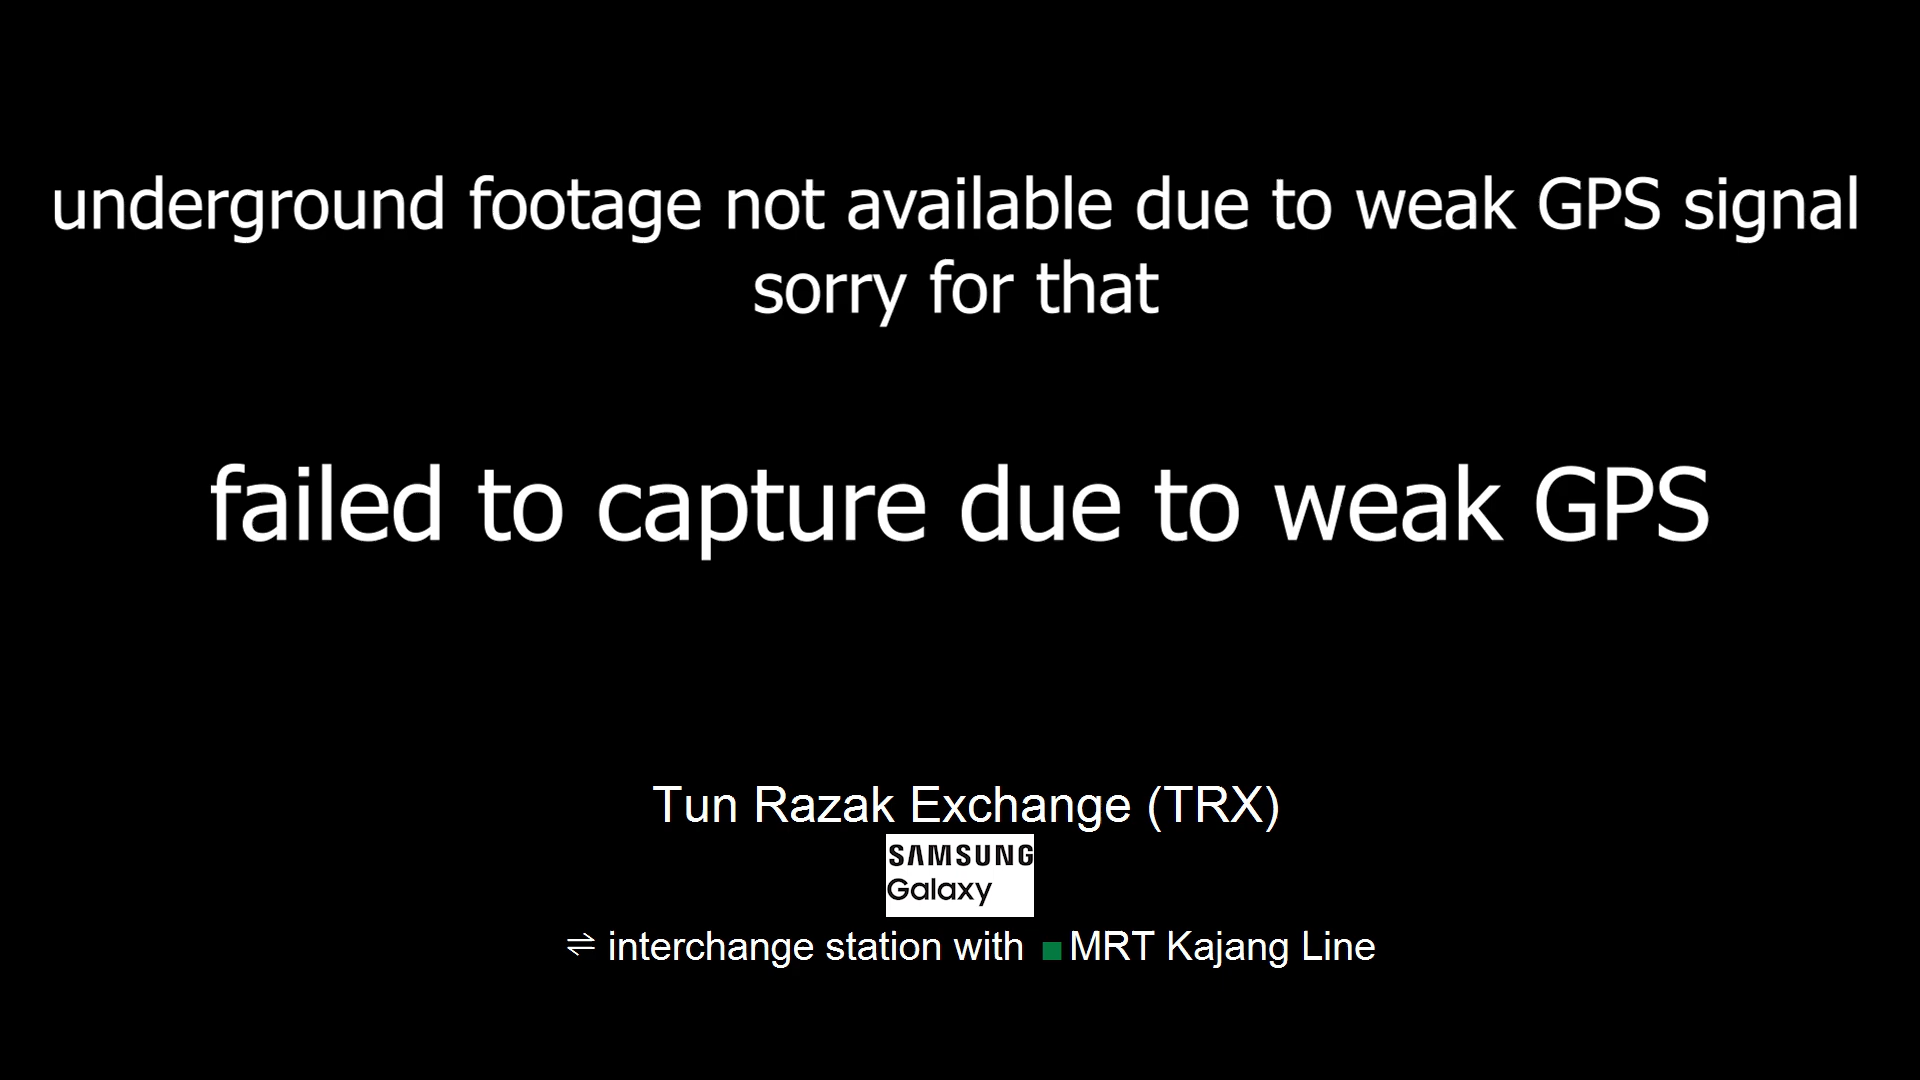 underground footage not available due to weak GPS signal
sorry for that
failed to capture due to weak GPS
Tun Razak Exchange (TRX)
SAMSUNG
Galaxy
⇌ interchange station with ■ MRT Kajang Line